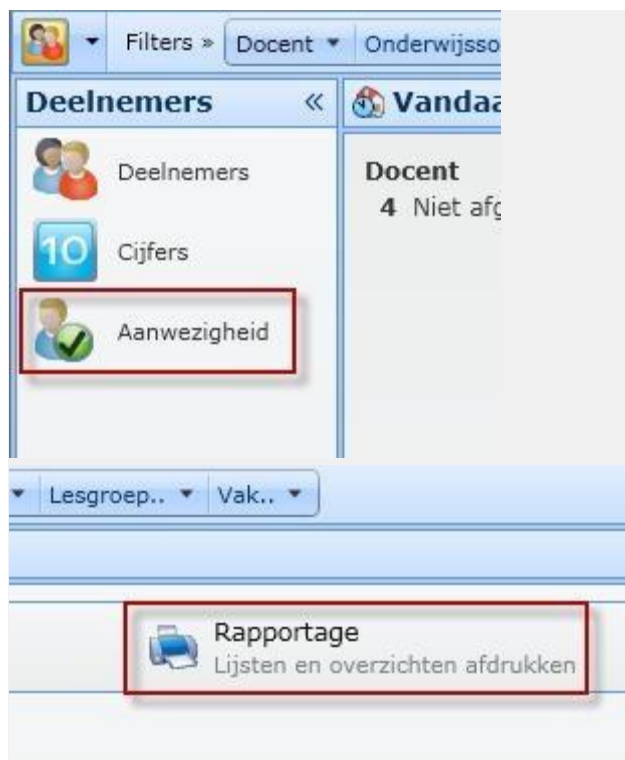 Filters » Docent Onderwijsso
Deelnemers « Vandaa
Deelnemers
Docent
4 Niet afg
10 Cijfers
Aanwezigheid
Lesgroep.. Vak..
Rapportage
Lijsten en overzichten afdrukken